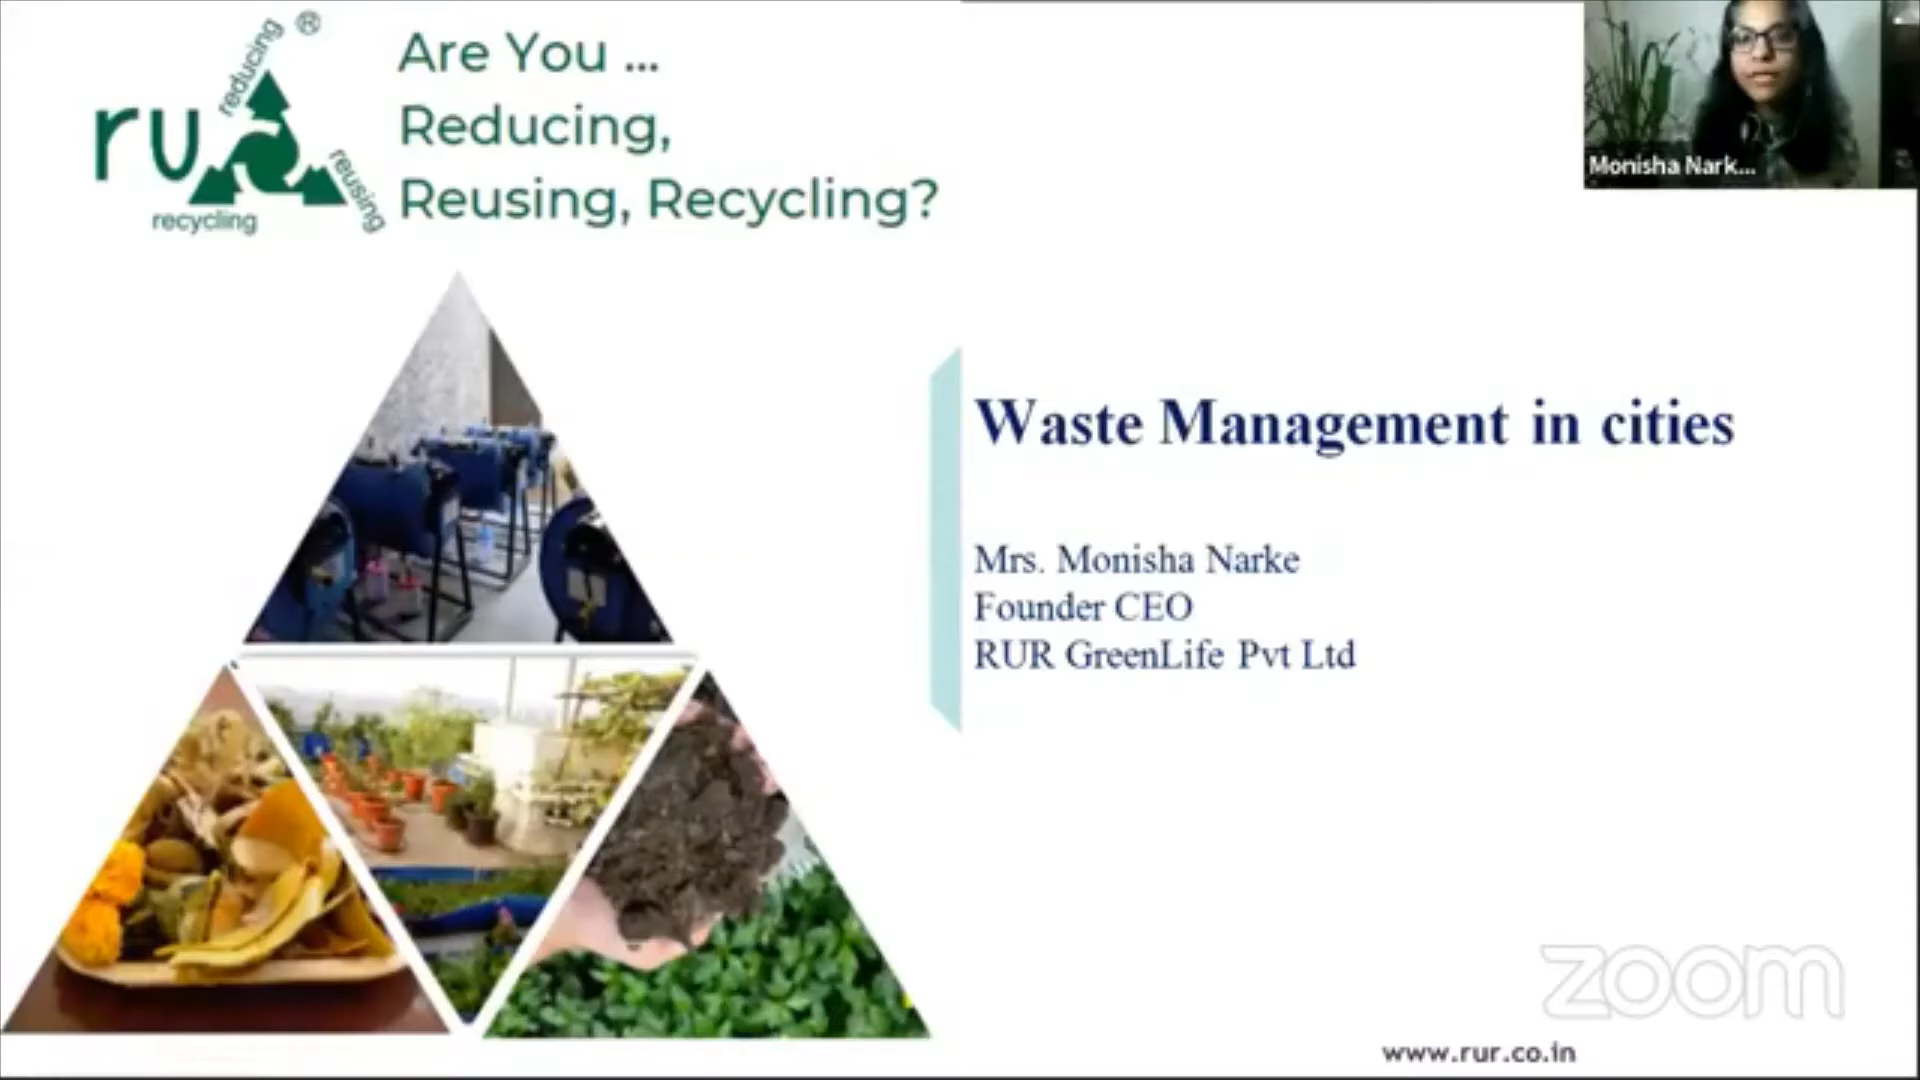 rur
reducing
®
reusing
recycling
Are You ...
Reducing,
Reusing, Recycling?
Monisha Nark...
Waste Management in cities
Mrs. Monisha Narke
Founder CEO
RUR GreenLife Pvt Ltd
zoom
www.rur.co.in